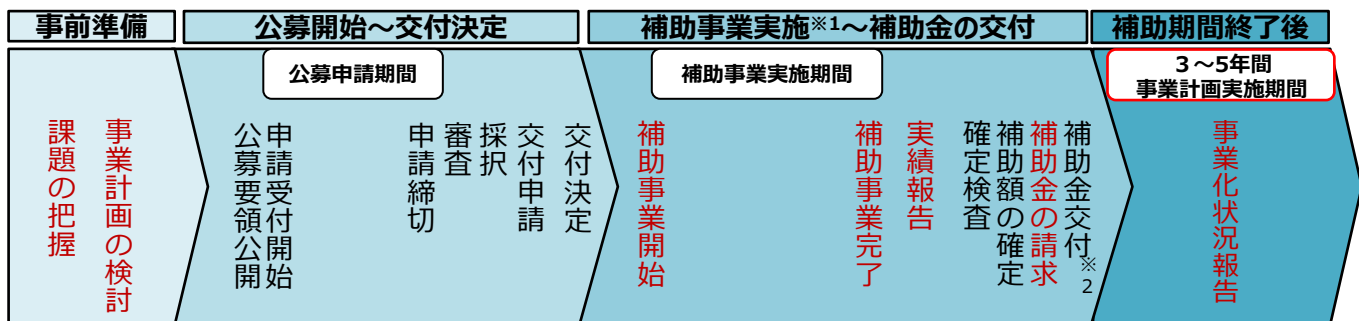 事前準備
公募開始～交付決定
補助事業実施※1～補助金の交付
補助期間終了後
公募申請期間
補助事業実施期間
３～5年間
事業計画実施期間
課題の把握
事業計画の検討
公募要領公開
申請受付開始
申請締切
審査
採択
交付申請
交付決定
補助事業開始
補助事業完了
実績報告
確定検査
補助額の確定
補助金の請求
補助金交付※2
事業化状況報告